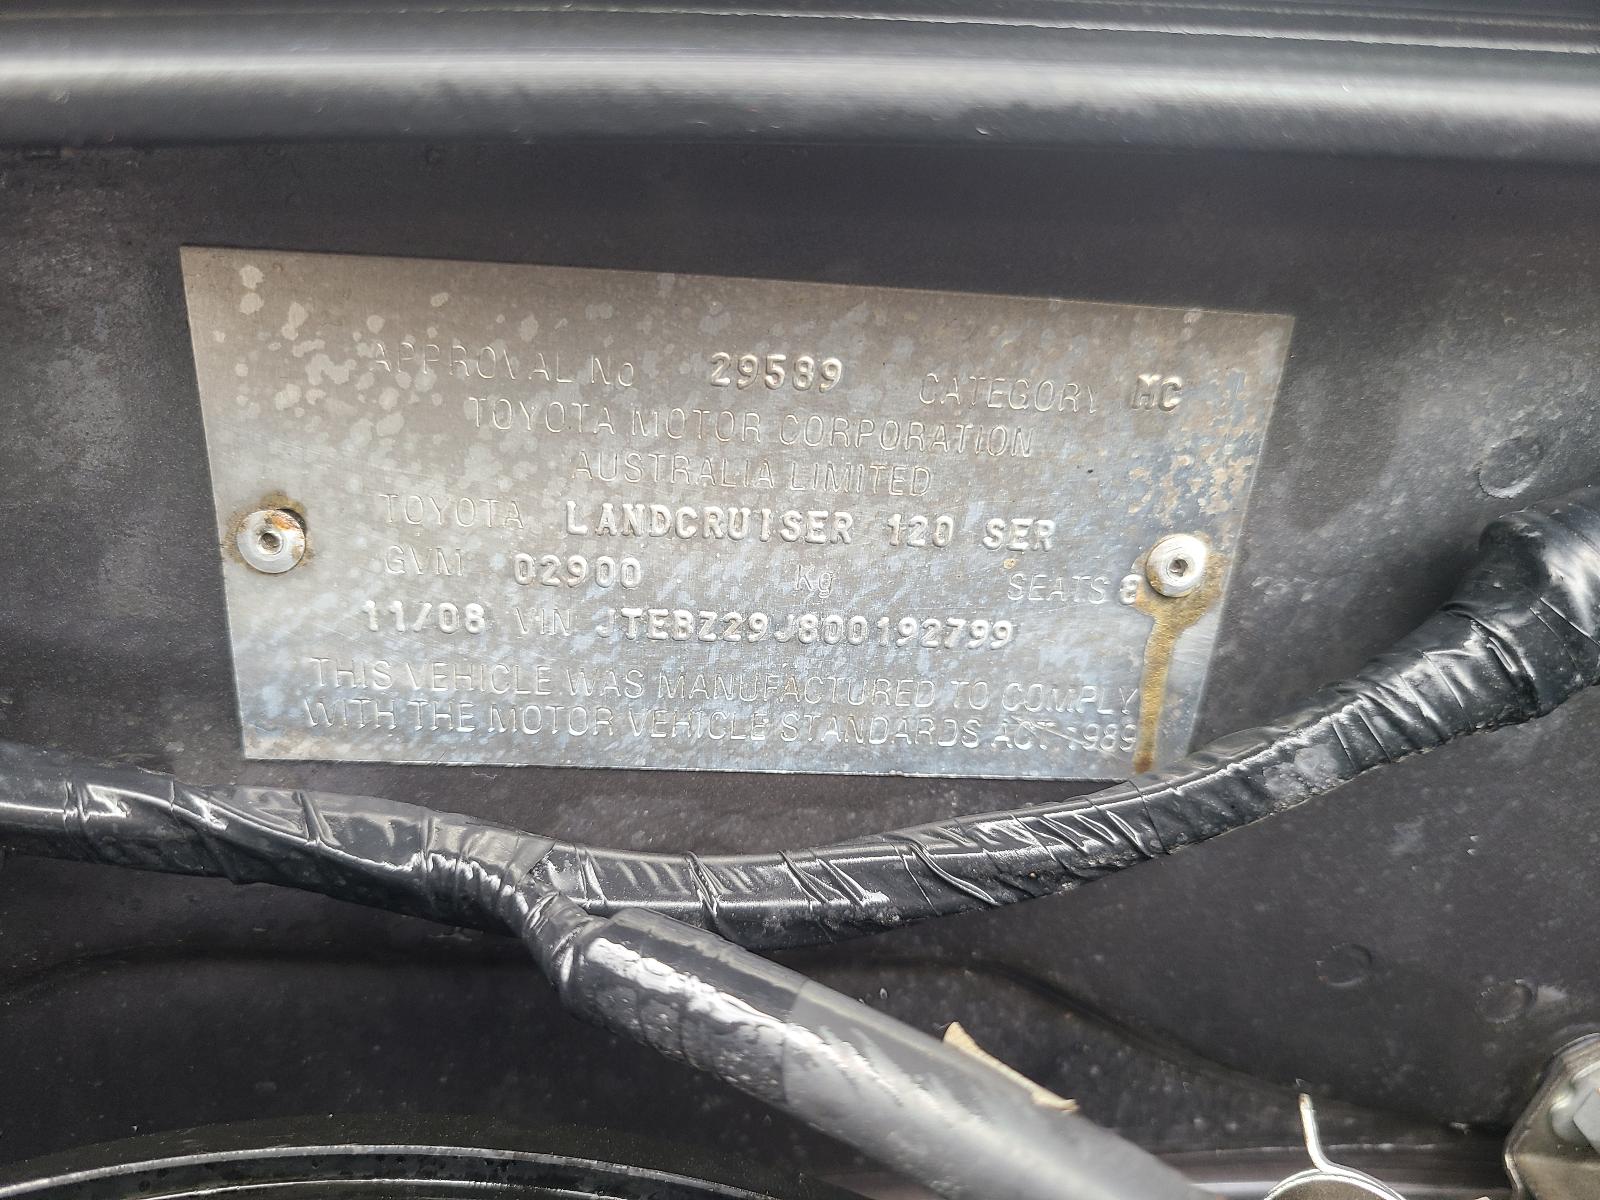 APPROVAL No 29589 CATEGORY MC
TOYOTA MOTOR CORPORATION
AUSTRALIA LIMITED
TOYOTA LANDCRUISER 120 SER
GVM 02900 kg SEATS 8
11/08 VIN JTEBZ29J800192799
THIS VEHICLE WAS MANUFACTURED TO COMPLY
WITH THE MOTOR VEHICLE STANDARDS ACT 1989